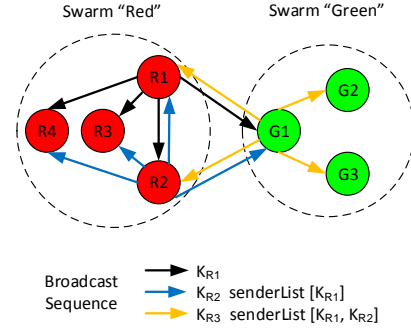 Swarm “Red” Swarm “Green”
R1
G2
R4 R3 G1
R2
G3
Broadcast Sequence
K_R1
K_R2 senderList [K_R1]
K_R3 senderList [K_R1, K_R2]